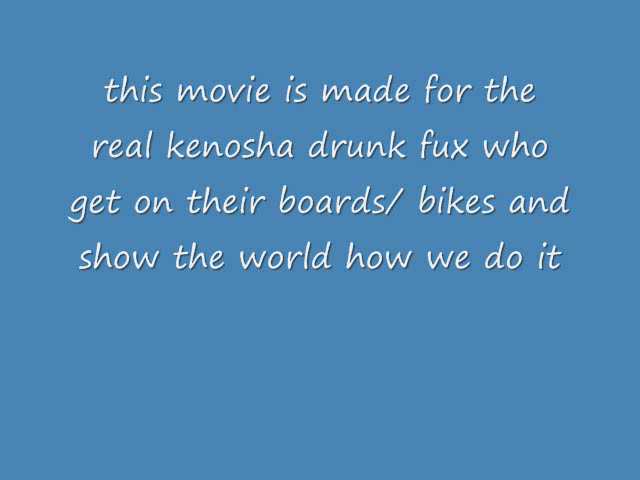 this movie is made for the
real kenosha drunk fux who
get on their boards/ bikes and
show the world how we do it